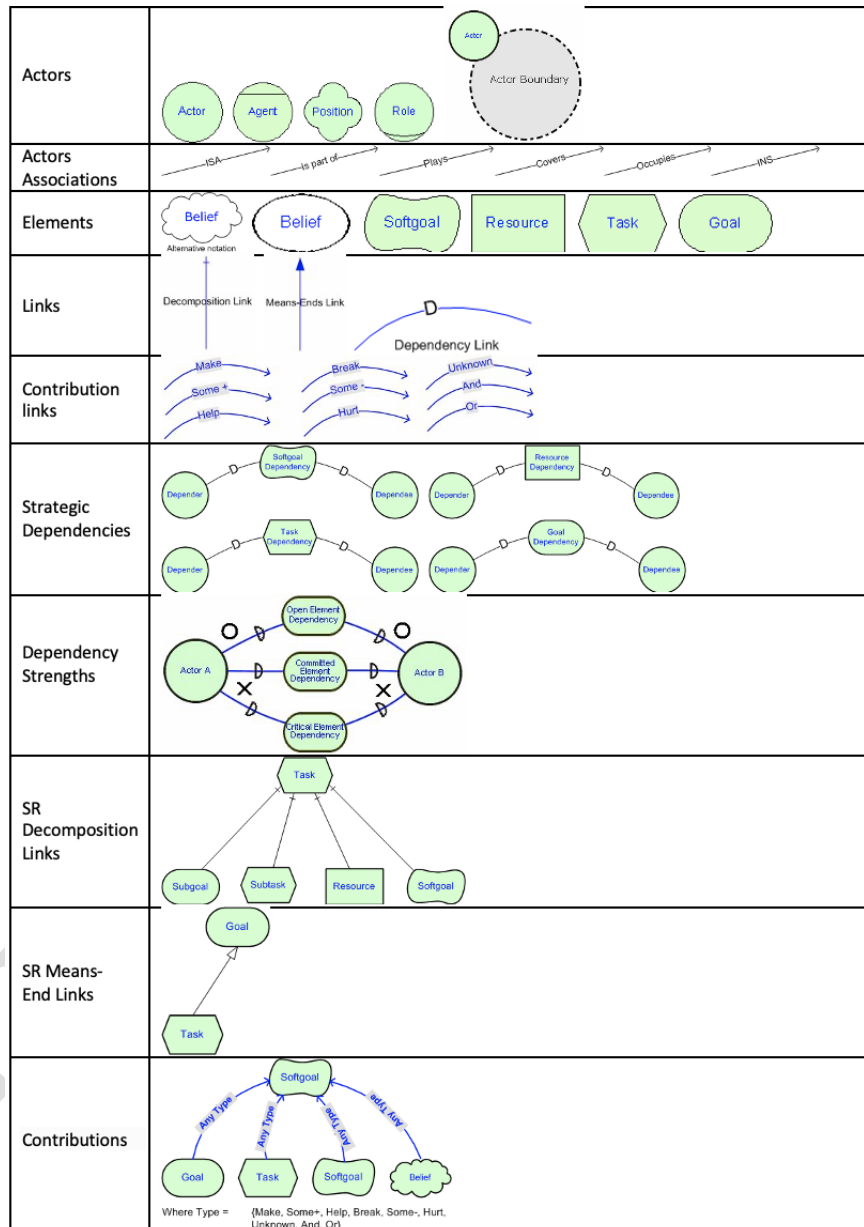 Actors
Actor
Agent
Position
Role
Actor
Actor Boundary
Actors
Associations
ISA
Is part of
Plays
Covers
Occupies
INS
Elements
Belief
Alternative notation
Belief
Softgoal
Resource
Task
Goal
Links
Decomposition Link
Means-Ends Link
D
Dependency Link
Contribution
links
Make
Some +
Help
Break
Some -
Hurt
Unknown
And
Or
Strategic
Dependencies
Depender
D
Softgoal
Dependency
D
Dependee
Depender
D
Resource
Dependency
D
Dependee
Depender
D
Task
Dependency
D
Dependee
Depender
D
Goal
Dependency
D
Dependee
Dependency
Strengths
Actor A
O
D
Open Element
Dependency
D
O
D
Committed
Element
Dependency
D
X
D
Critical Element
Dependency
D
X
Actor B
SR
Decomposition
Links
Task
Subgoal
Subtask
Resource
Softgoal
SR Means-
End Links
Goal
Task
Contributions
Softgoal
Any Type
Any Type
Any Type
Any Type
Goal
Task
Softgoal
Belief
Where Type = {Make, Some+, Help, Break, Some-, Hurt,
Unknown, And, Or}